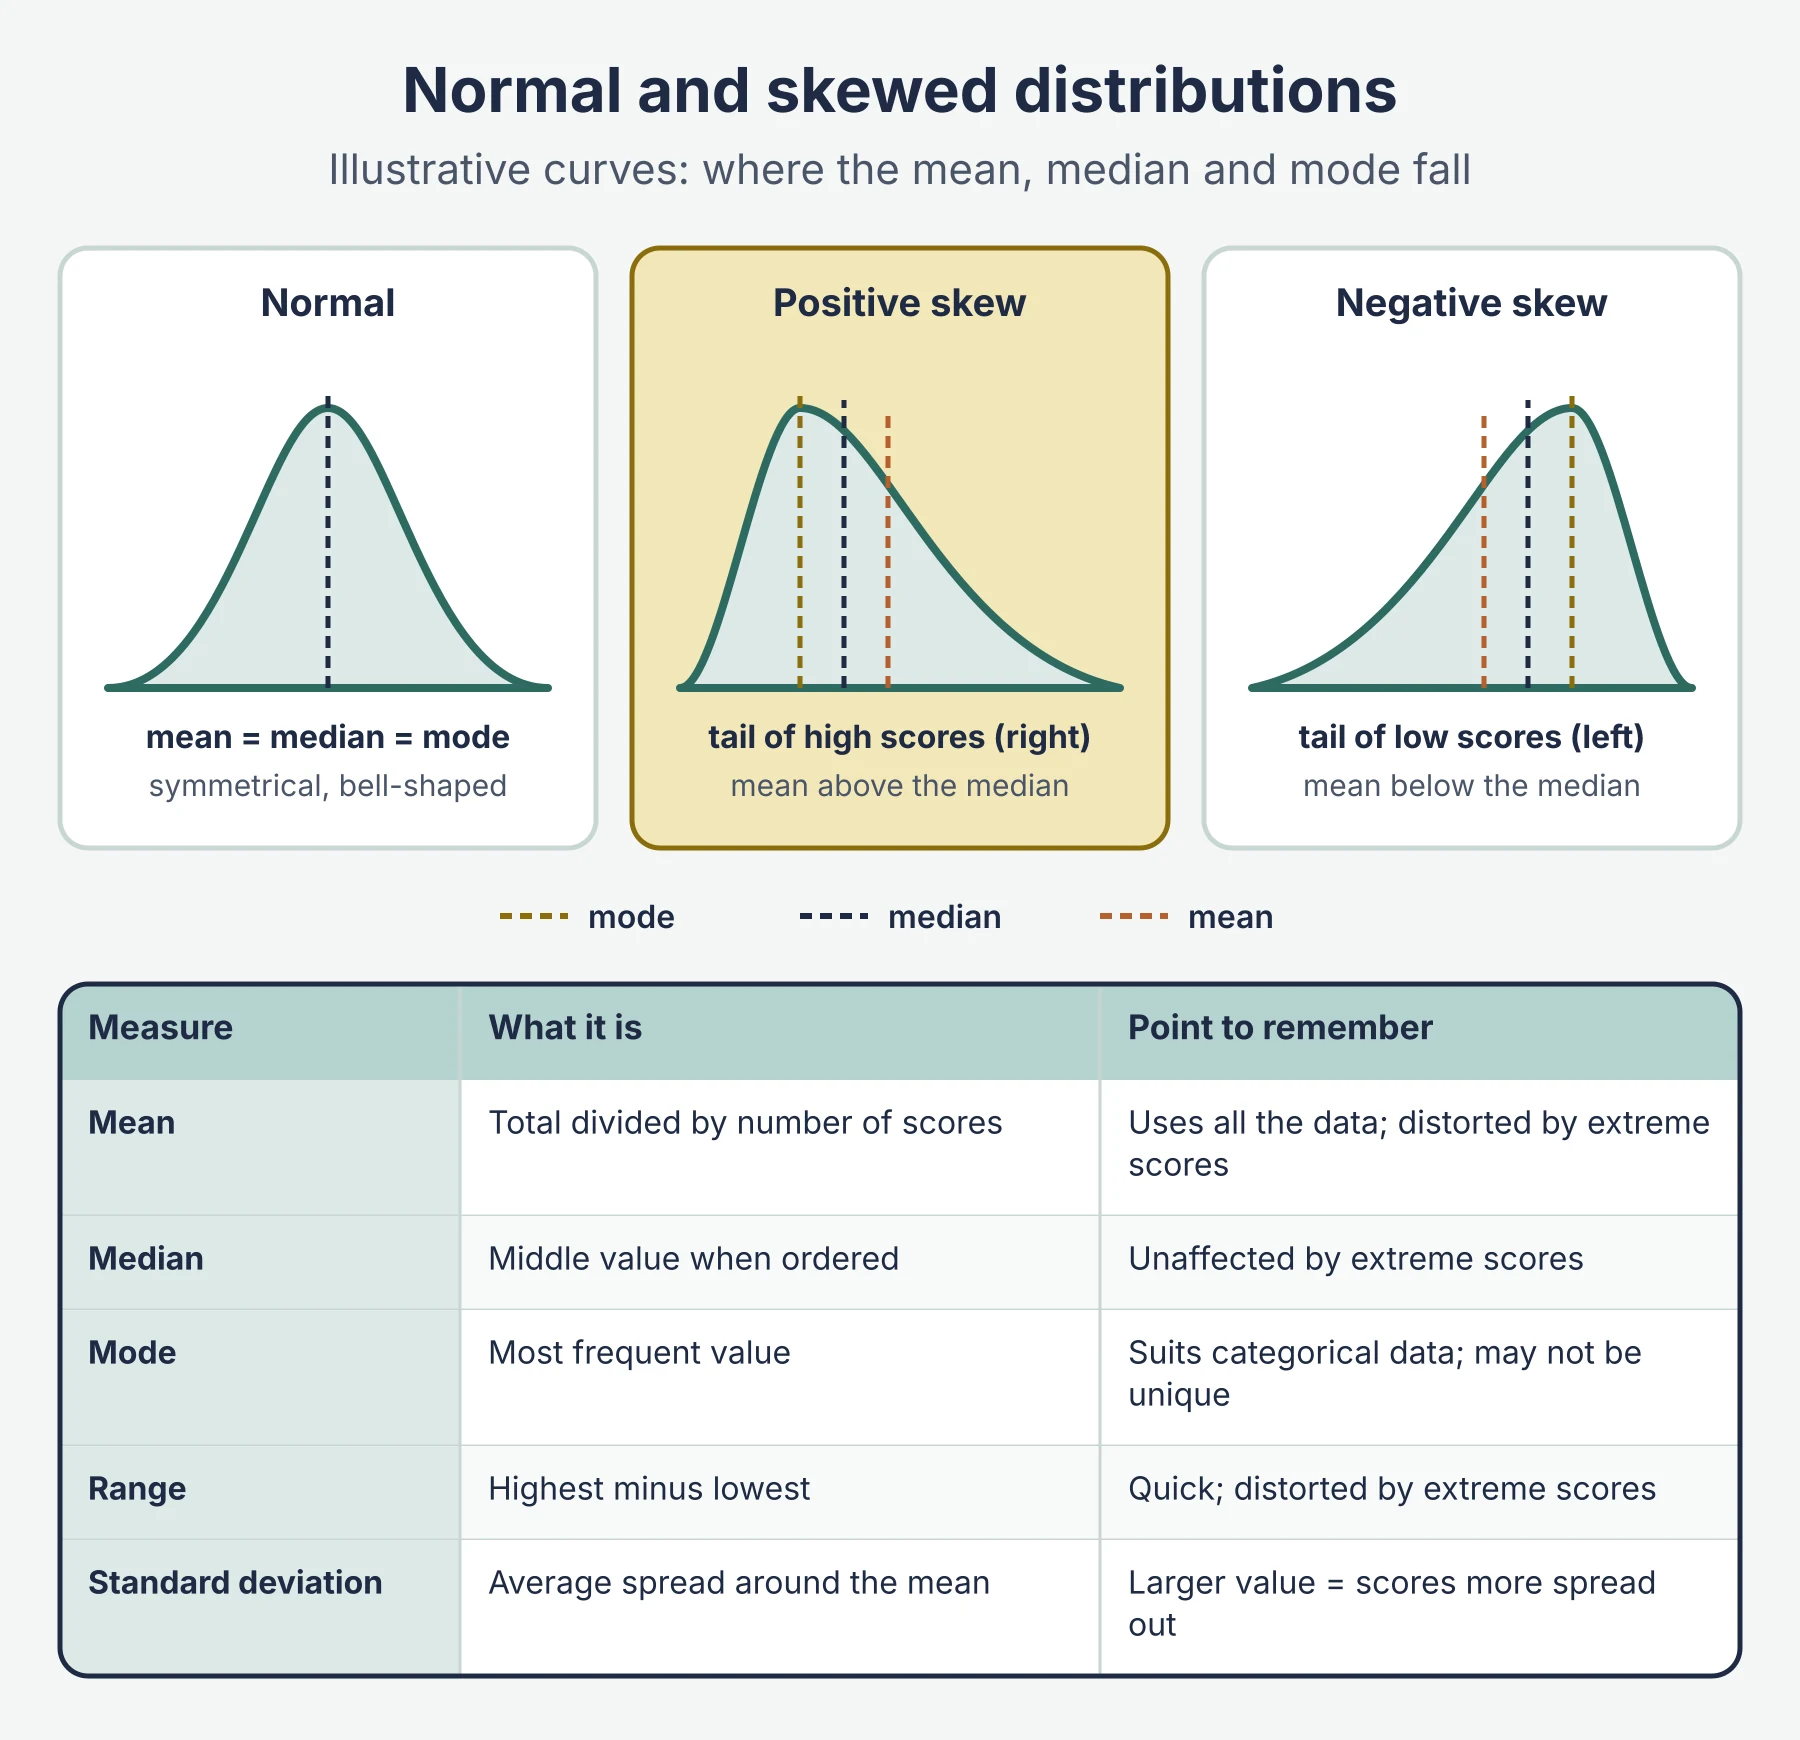 Normal and skewed distributions
Illustrative curves: where the mean, median and mode fall
Normal
mean = median = mode
symmetrical, bell-shaped
Positive skew
tail of high scores (right)
mean above the median
Negative skew
tail of low scores (left)
mean below the median
mode
median
mean
Measure
What it is
Point to remember
Mean
Total divided by number of scores
Uses all the data; distorted by extreme
scores
Median
Middle value when ordered
Unaffected by extreme scores
Mode
Most frequent value
Suits categorical data; may not be
unique
Range
Highest minus lowest
Quick; distorted by extreme scores
Standard deviation
Average spread around the mean
Larger value = scores more spread
out